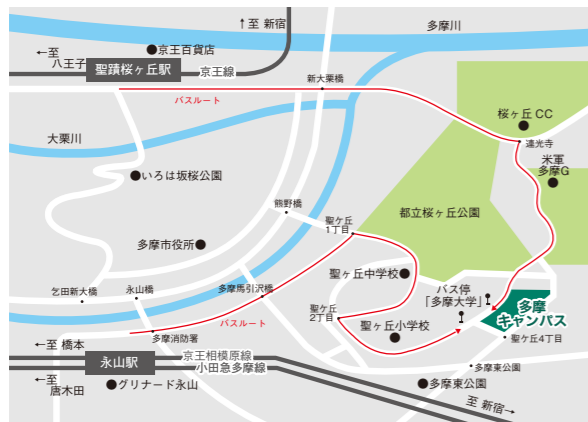 ↑至 新宿
多摩川
←至
八王子
京王百貨店
聖蹟桜ヶ丘駅
京王線
新大栗橋
バスルート
桜ヶ丘 CC
大栗川
連光寺
米軍
多摩G
いろは坂桜公園
熊野橋
都立桜ヶ丘公園
聖ケ丘
1丁目
多摩市役所
聖ヶ丘中学校
バス停
「多摩大学」
乞田新大橋
永山橋
多摩馬引沢橋
多摩
キャンパス
聖ケ丘
2丁目
バスルート
聖ヶ丘小学校
多摩消防署
聖ケ丘4丁目
←至 橋本
京王相模原線
永山駅
小田急多摩線
多摩東公園
←至
唐木田
グリナード永山
多摩東公園
至 新宿→